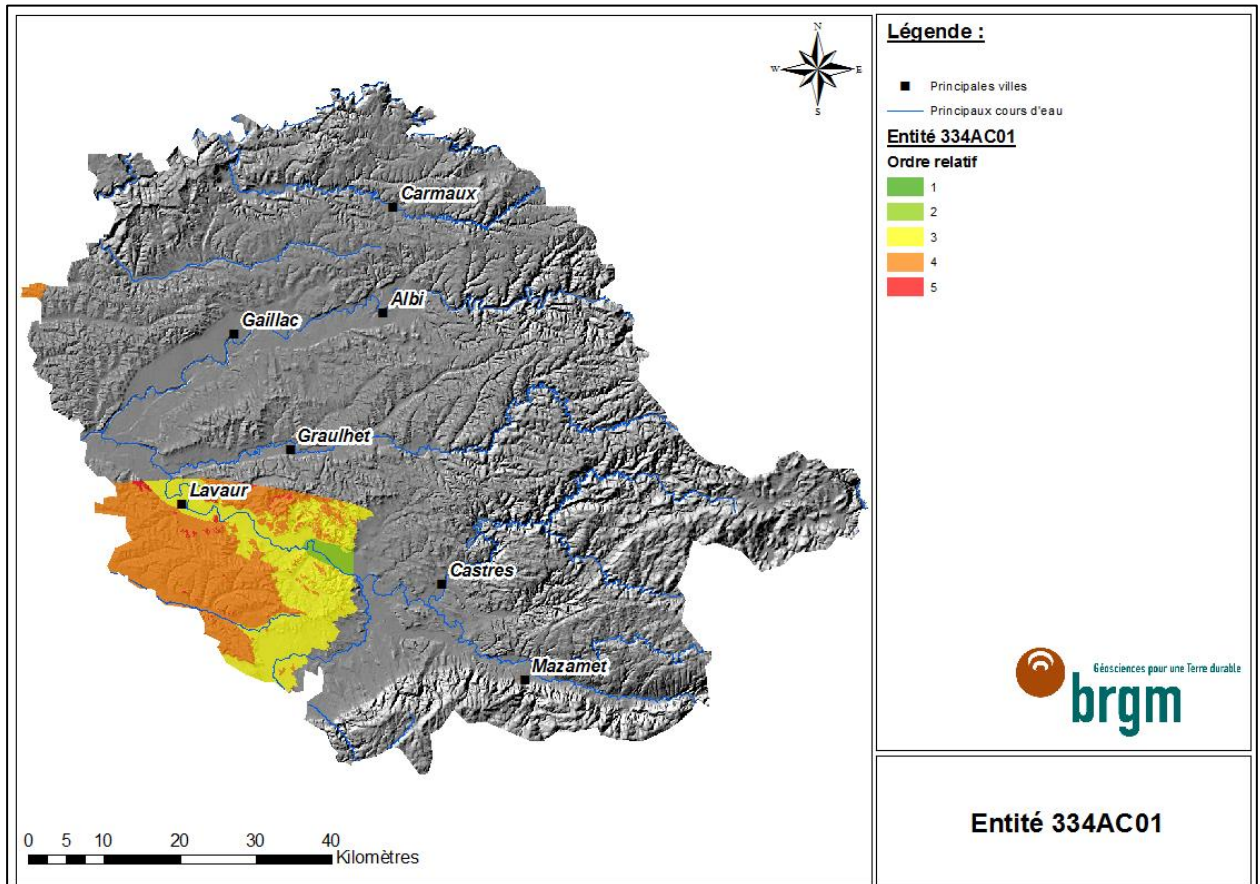 N
W
E
S
Carmaux
Albi
Gaillac
Graulhet
Lavaur
Castres
Mazamet
0 5 10 20 30 40
Kilomètres
Légende :
Principales villes
Principaux cours d'eau
Entité 334AC01
Ordre relatif
1
2
3
4
5
Géosciences pour une Terre durable
brgm
Entité 334AC01